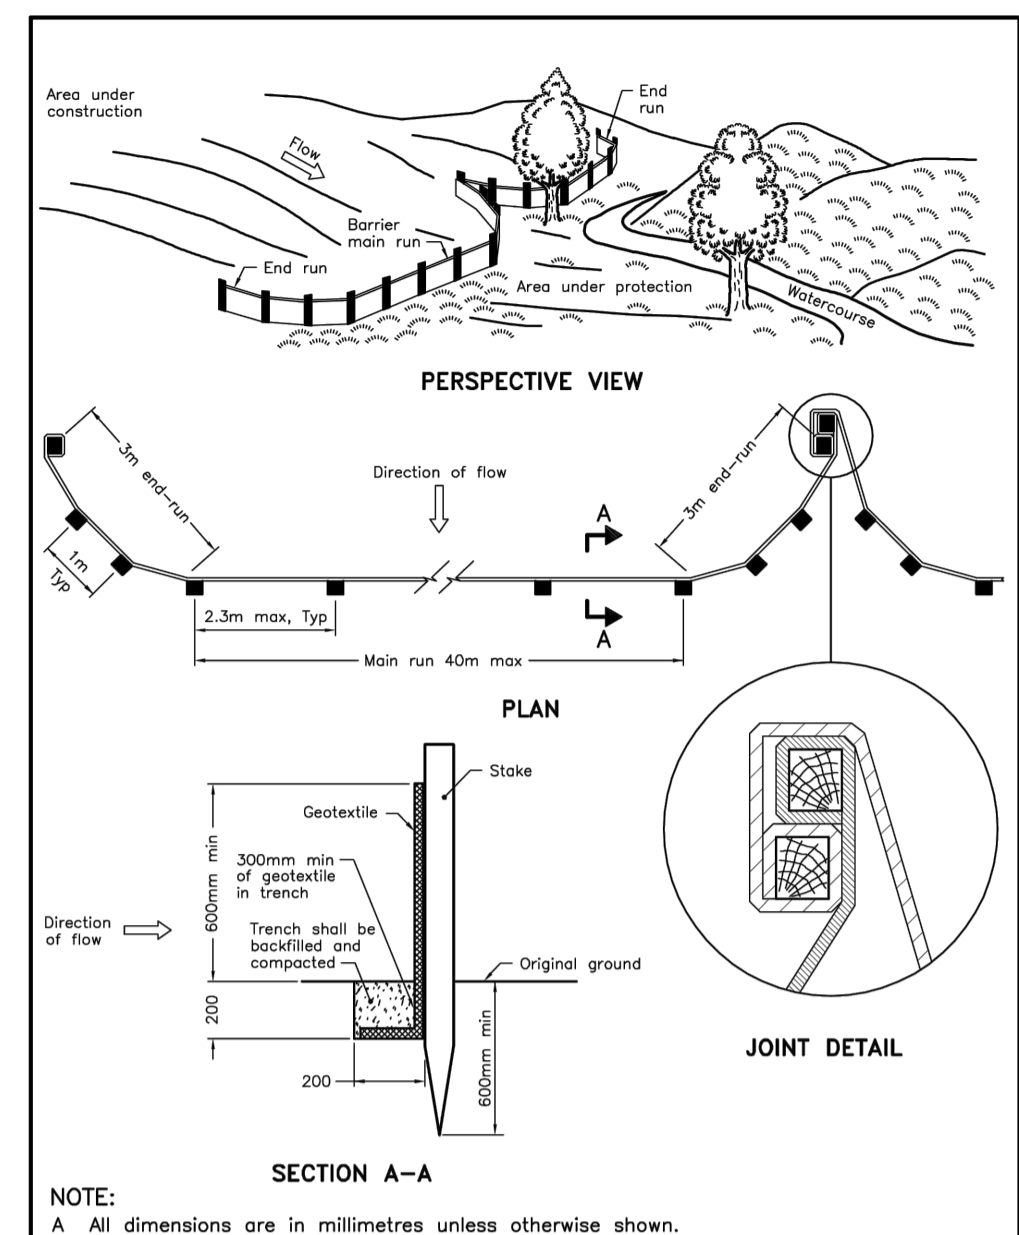 Area under
construction
Flow
End
run
Barrier
main run
End run
Area under protection
Watercourse
PERSPECTIVE VIEW
3m end-run
Direction of flow
3m end-run
A
1m
Typ
2.3m max, Typ
A
Main run 40m max
PLAN
Stake
Geotextile
600mm min
300mm min
of geotextile
in trench
Direction
of flow
Trench shall be
backfilled and
compacted
Original ground
200
600mm min
200
JOINT DETAIL
SECTION A-A
NOTE:
A All dimensions are in millimetres unless otherwise shown.